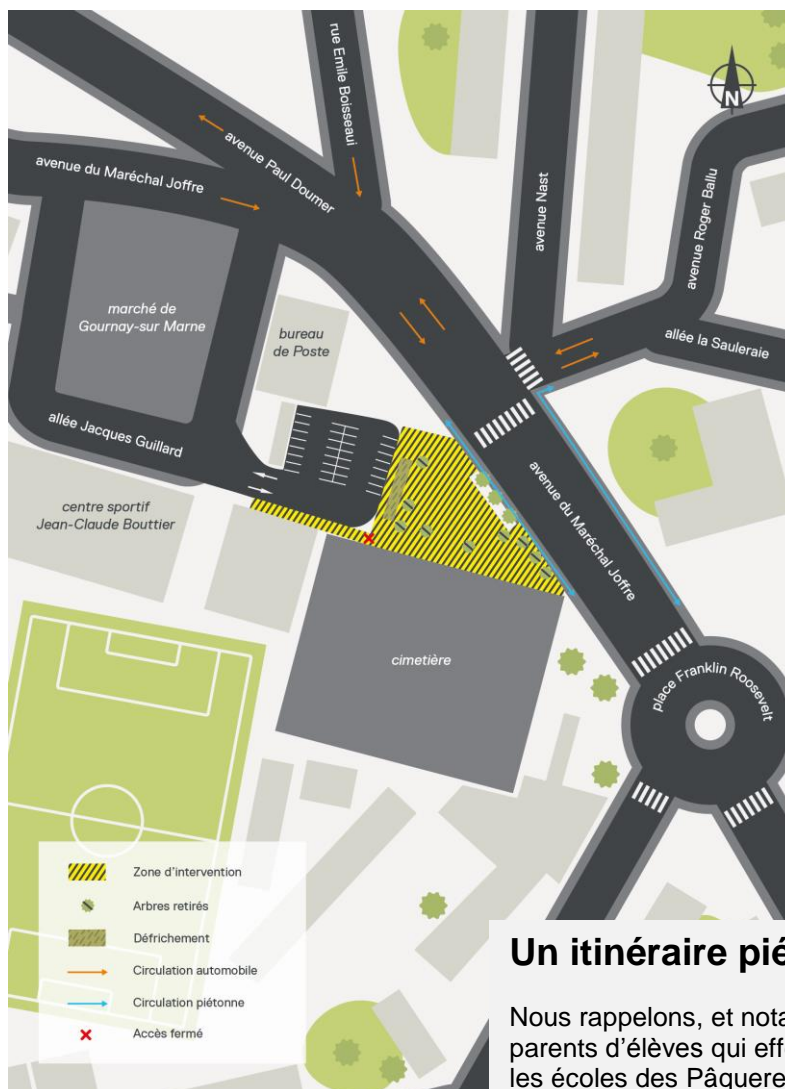 rue Emile Boisseaui
N
avenue du Maréchal Joffre
avenue Paul Doumer
avenue Nast
avenue Roger Ballu
marché de
Gournay-sur Marne
bureau
de Poste
allée la Sauleraie
allée Jacques Guillard
centre sportif
Jean-Claude Bouttier
avenue du Maréchal Joffre
cimetière
place Franklin Roosevelt
Zone d'intervention
Arbres retirés
Défrichement
Circulation automobile
Circulation piétonne
Accès fermé
Un itinéraire pié
Nous rappelons, et nota
parents d'élèves qui effe
les écoles des Pâquere